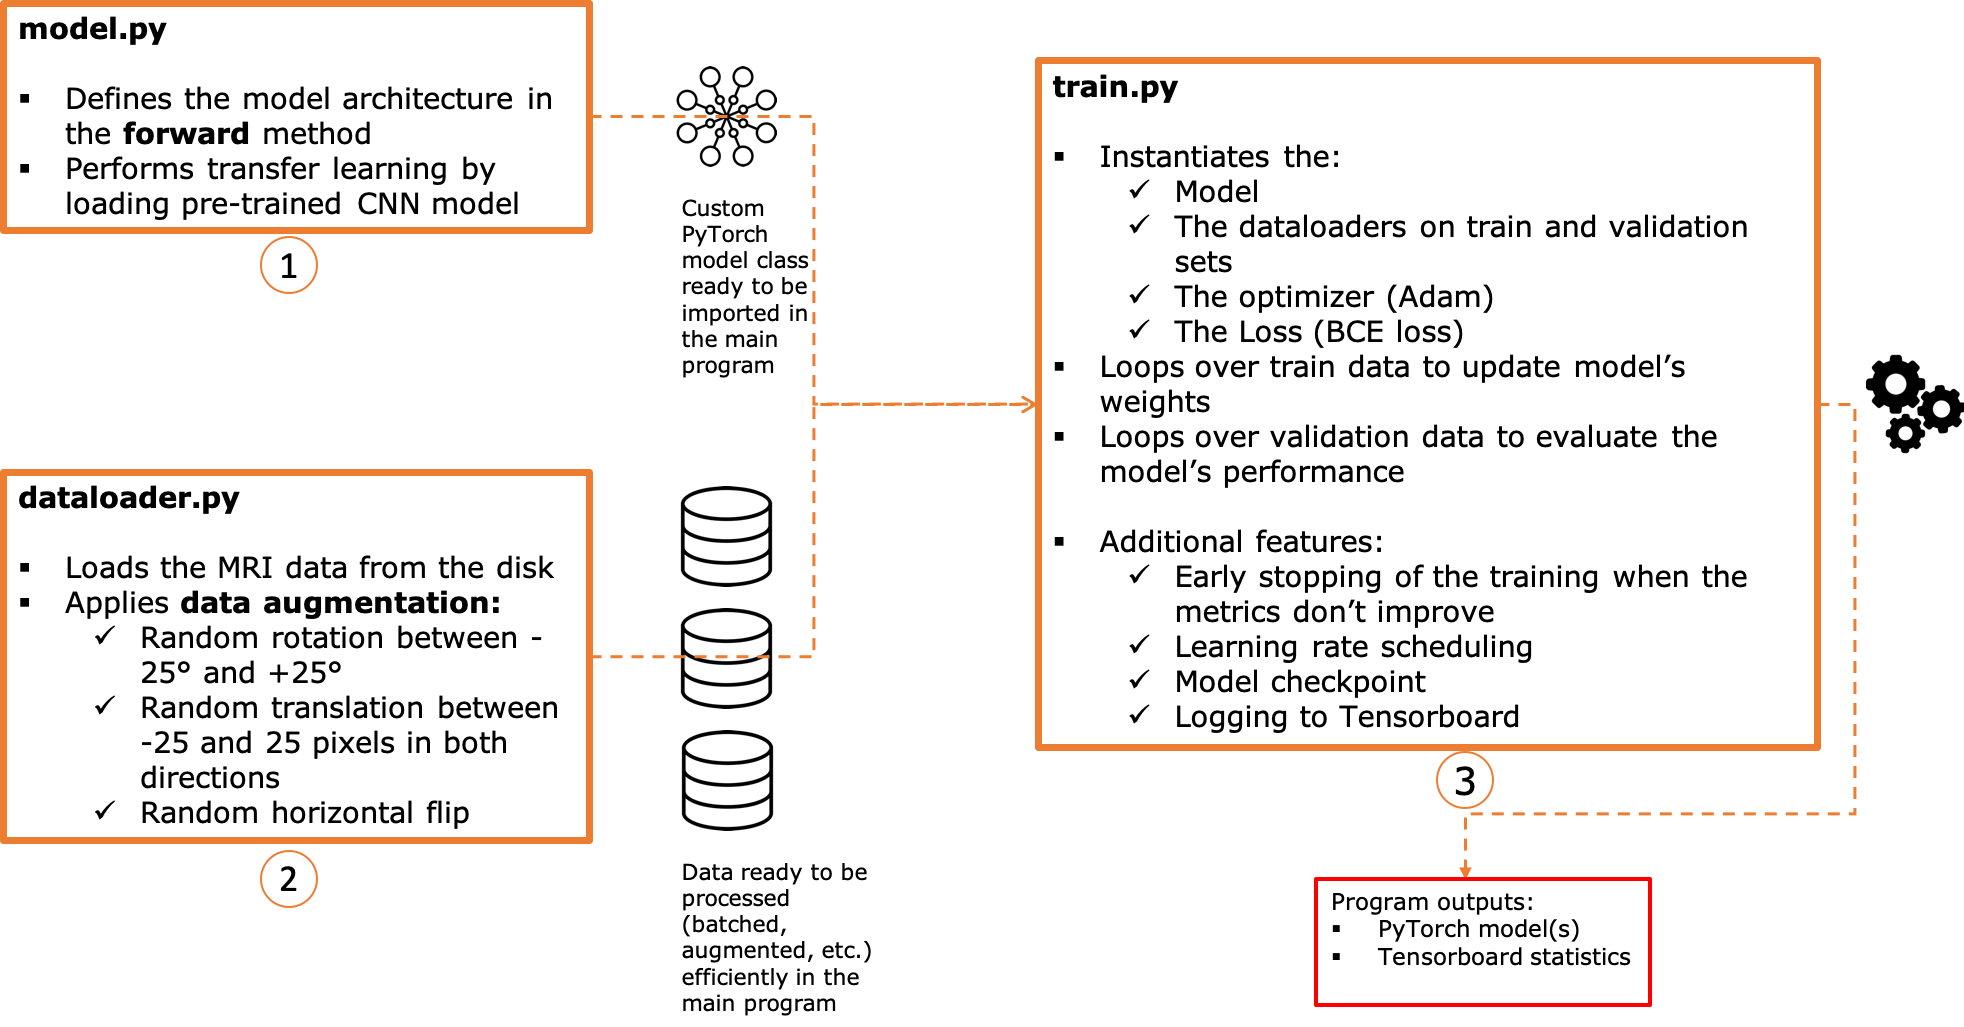 model.py
▪ Defines the model architecture in
the forward method
▪ Performs transfer learning by
loading pre-trained CNN model
1
Custom
PyTorch
model class
ready to be
imported in
the main
program
dataloader.py
▪ Loads the MRI data from the disk
▪ Applies data augmentation:
✓ Random rotation between -
25° and +25°
✓ Random translation between
-25 and 25 pixels in both
directions
✓ Random horizontal flip
2
Data ready to be
processed
(batched,
augmented, etc.)
efficiently in the
main program
train.py
▪ Instantiates the:
✓ Model
✓ The dataloaders on train and validation
sets
✓ The optimizer (Adam)
✓ The Loss (BCE loss)
▪ Loops over train data to update model’s
weights
▪ Loops over validation data to evaluate the
model’s performance
▪ Additional features:
✓ Early stopping of the training when the
metrics don’t improve
✓ Learning rate scheduling
✓ Model checkpoint
✓ Logging to Tensorboard
3
Program outputs:
▪ PyTorch model(s)
▪ Tensorboard statistics